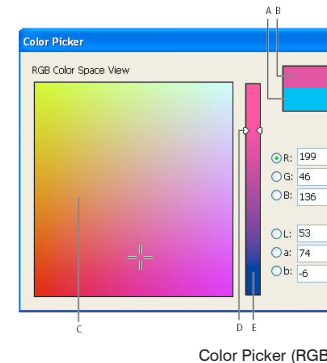 A B
Color Picker
RGB Color Space View
R: 199
G: 46
B: 136
L: 53
a: 74
b: -6
C D E
Color Picker (RGB